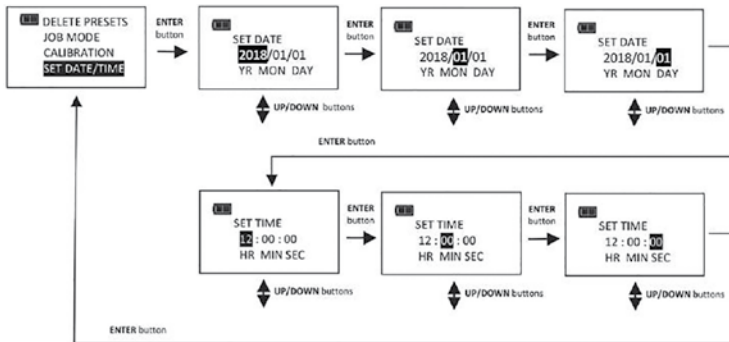 DELETE PRESETS
JOB MODE
CALIBRATION
SET DATE/TIME
ENTER
button
SET DATE
2018/01/01
YR MON DAY
UP/DOWN buttons
ENTER
button
SET DATE
2018/01/01
YR MON DAY
UP/DOWN buttons
ENTER
button
SET DATE
2018/01/01
YR MON DAY
UP/DOWN buttons
ENTER button
SET TIME
12 : 00 : 00
HR MIN SEC
UP/DOWN buttons
ENTER
button
SET TIME
12 : 00 : 00
HR MIN SEC
UP/DOWN buttons
ENTER
button
SET TIME
12 : 00 : 00
HR MIN SEC
UP/DOWN buttons
ENTER button